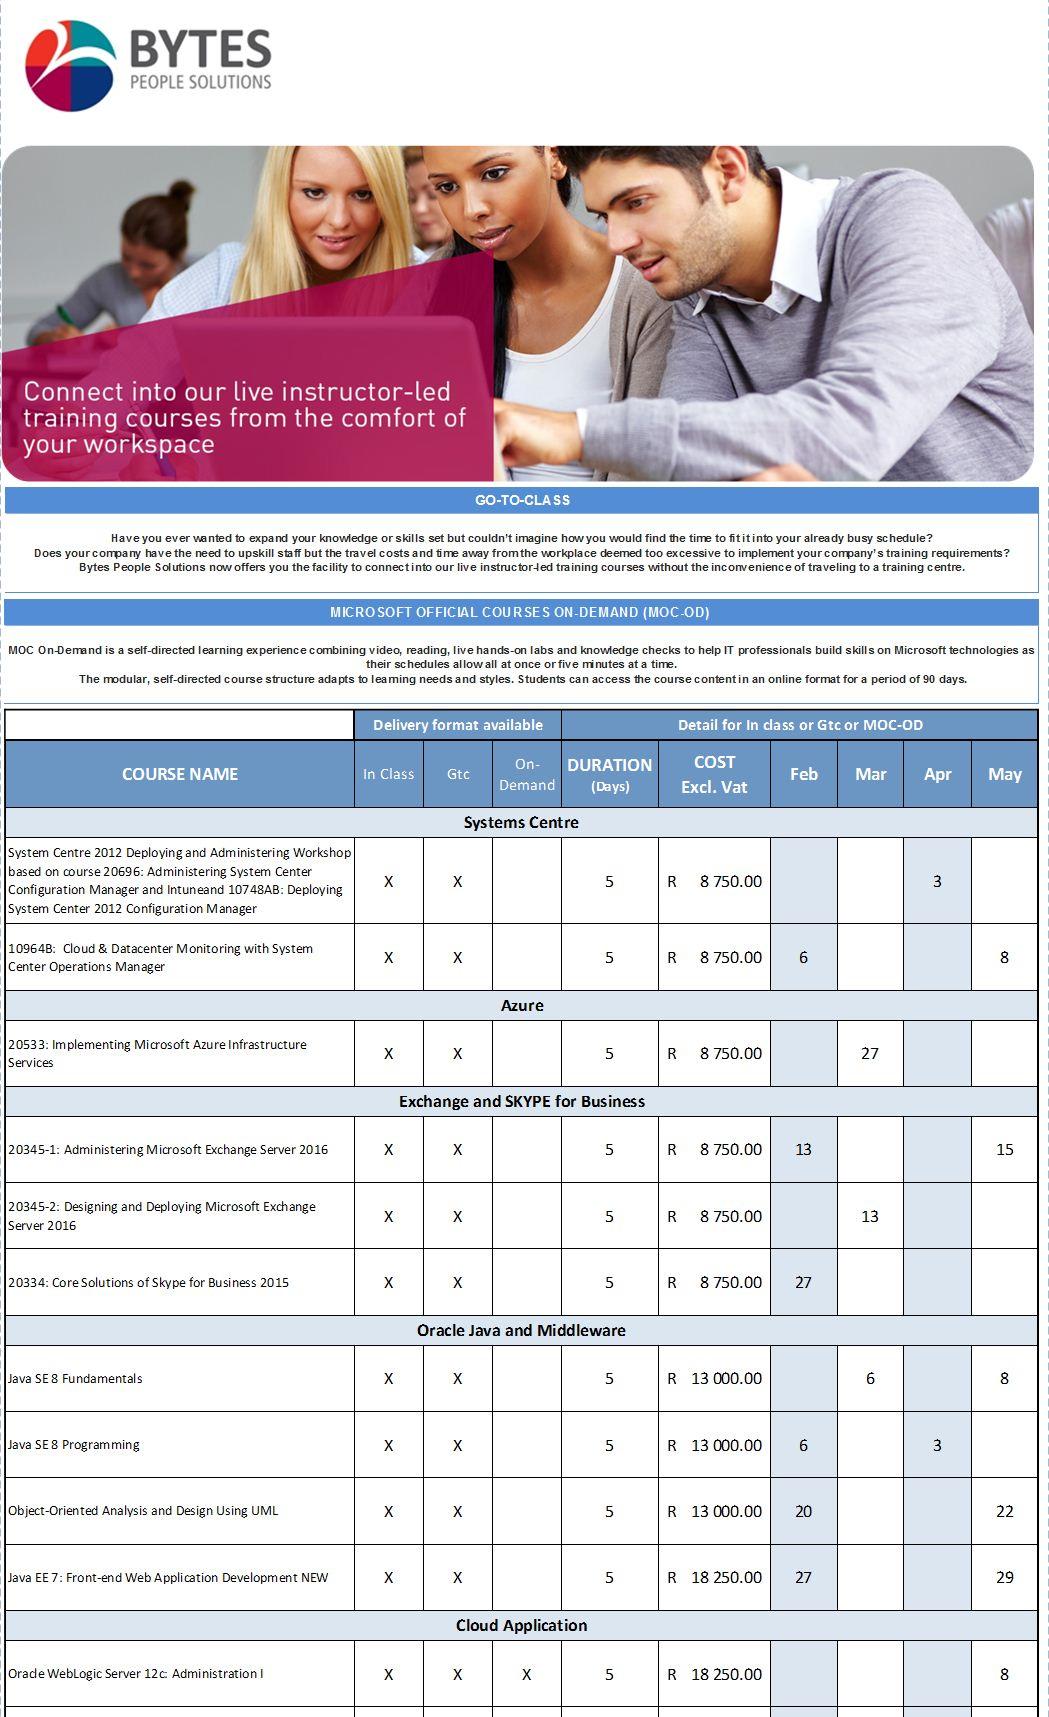 BYTES
PEOPLE SOLUTIONS
Connect into our live instructor-led
training courses from the comfort of
your workspace
GO-TO-CLASS
Have you ever wanted to expand your knowledge or skills set but couldn't imagine how you would find the time to fit it into your already busy schedule?
Does your company have the need to upskill staff but the travel costs and time away from the workplace deemed too excessive to implement your company's training requirements?
Bytes People Solutions now offers you the facility to connect into our live instructor-led training courses without the inconvenience of traveling to a training centre.
MICROSOFT OFFICIAL COURSES ON-DEMAND (MOC-OD)
MOC On-Demand is a self-directed learning experience combining video, reading, live hands-on labs and knowledge checks to help IT professionals build skills on Microsoft technologies as
their schedules allow all at once or five minutes at a time.
The modular, self-directed course structure adapts to learning needs and styles. Students can access the course content in an online format for a period of 90 days.
Delivery format available Detail for In class or Gtc or MOC-OD
COURSE NAME In Class Gtc On-Demand DURATION (Days) COST Excl. Vat Feb Mar Apr May
Systems Centre
System Centre 2012 Deploying and Administering Workshop
based on course 20696: Administering System Center
Configuration Manager and Intuneand 10748AB: Deploying
System Center 2012 Configuration Manager
X X 5 R 8 750.00 3
10964B: Cloud & Datacenter Monitoring with System
Center Operations Manager
X X 5 R 8 750.00 6 8
Azure
20533: Implementing Microsoft Azure Infrastructure
Services
X X 5 R 8 750.00 27
Exchange and SKYPE for Business
20345-1: Administering Microsoft Exchange Server 2016 X X 5 R 8 750.00 13 15
20345-2: Designing and Deploying Microsoft Exchange
Server 2016
X X 5 R 8 750.00 13
20334: Core Solutions of Skype for Business 2015 X X 5 R 8 750.00 27
Oracle Java and Middleware
Java SE 8 Fundamentals X X 5 R 13 000.00 6 8
Java SE 8 Programming X X 5 R 13 000.00 6 3
Object-Oriented Analysis and Design Using UML X X 5 R 13 000.00 20 22
Java EE 7: Front-end Web Application Development NEW X X 5 R 18 250.00 27 29
Cloud Application
Oracle WebLogic Server 12c: Administration I X X X 5 R 18 250.00 8